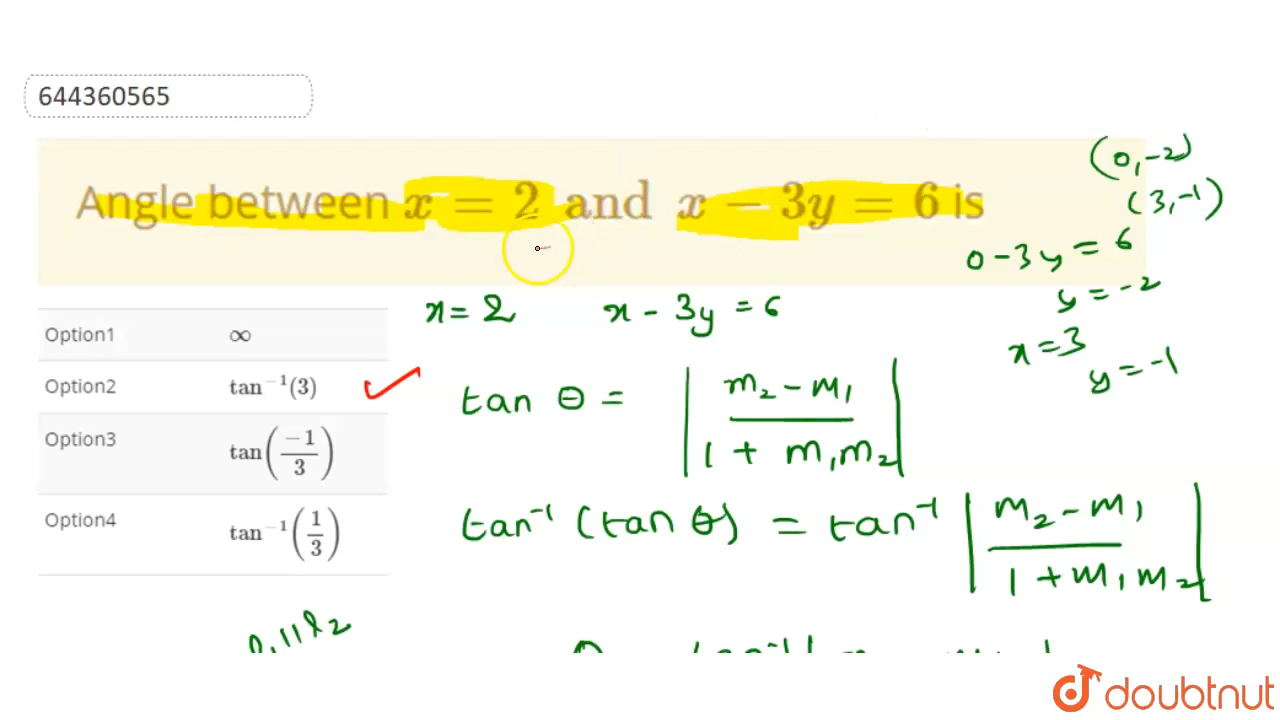 644360565
Angle between x = 2 and x − 3y = 6 is
(0,-2)
(3,-1)
0-3y = 6
y = -2
x = 3
y = -1
x = 2 x - 3y = 6
Option1 ∞
Option2 tan⁻¹(3)
Option3 tan(−1/3)
Option4 tan⁻¹(1/3)
tan θ = | m₂ - m₁ / 1 + m₁m₂ |
tan⁻¹ (tan θ) = tan⁻¹ | m₂ - m₁ / 1 + m₁m₂ |
doubtnut